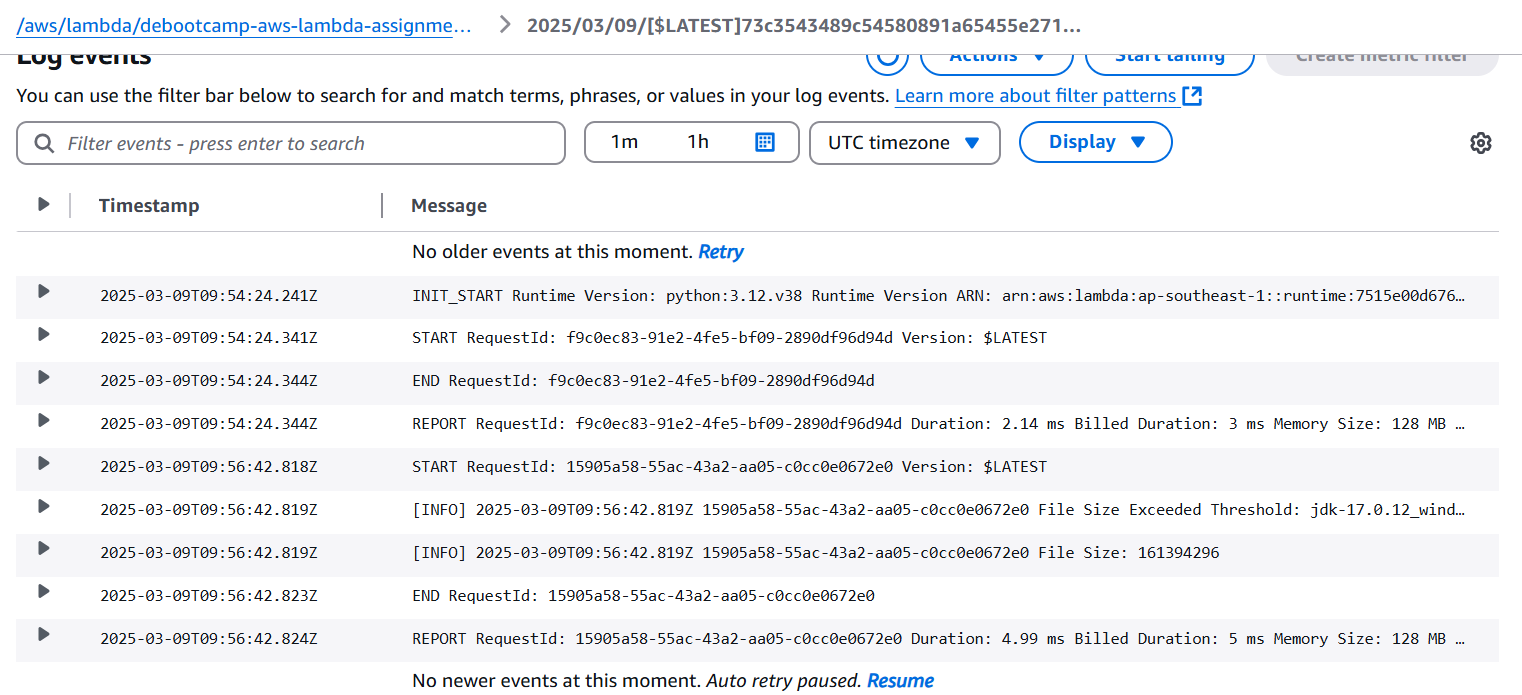 /aws/lambda/debootcamp-aws-lambda-assignme... 2025/03/09/[$LATEST]73c3543489c54580891a65455e271...
Log events Actions Start tailing Create metric filter
You can use the filter bar below to search for and match terms, phrases, or values in your log events. Learn more about filter patterns
Filter events - press enter to search 1m 1h UTC timezone Display
Timestamp Message
No older events at this moment. Retry
2025-03-09T09:54:24.241Z INIT_START Runtime Version: python:3.12.v38 Runtime Version ARN: arn:aws:lambda:ap-southeast-1::runtime:7515e00d676…
2025-03-09T09:54:24.341Z START RequestId: f9c0ec83-91e2-4fe5-bf09-2890df96d94d Version: $LATEST
2025-03-09T09:54:24.344Z END RequestId: f9c0ec83-91e2-4fe5-bf09-2890df96d94d
2025-03-09T09:54:24.344Z REPORT RequestId: f9c0ec83-91e2-4fe5-bf09-2890df96d94d Duration: 2.14 ms Billed Duration: 3 ms Memory Size: 128 MB …
2025-03-09T09:56:42.818Z START RequestId: 15905a58-55ac-43a2-aa05-c0cc0e0672e0 Version: $LATEST
2025-03-09T09:56:42.819Z [INFO] 2025-03-09T09:56:42.819Z 15905a58-55ac-43a2-aa05-c0cc0e0672e0 File Size Exceeded Threshold: jdk-17.0.12_wind…
2025-03-09T09:56:42.819Z [INFO] 2025-03-09T09:56:42.819Z 15905a58-55ac-43a2-aa05-c0cc0e0672e0 File Size: 161394296
2025-03-09T09:56:42.823Z END RequestId: 15905a58-55ac-43a2-aa05-c0cc0e0672e0
2025-03-09T09:56:42.824Z REPORT RequestId: 15905a58-55ac-43a2-aa05-c0cc0e0672e0 Duration: 4.99 ms Billed Duration: 5 ms Memory Size: 128 MB …
No newer events at this moment. Auto retry paused. Resume